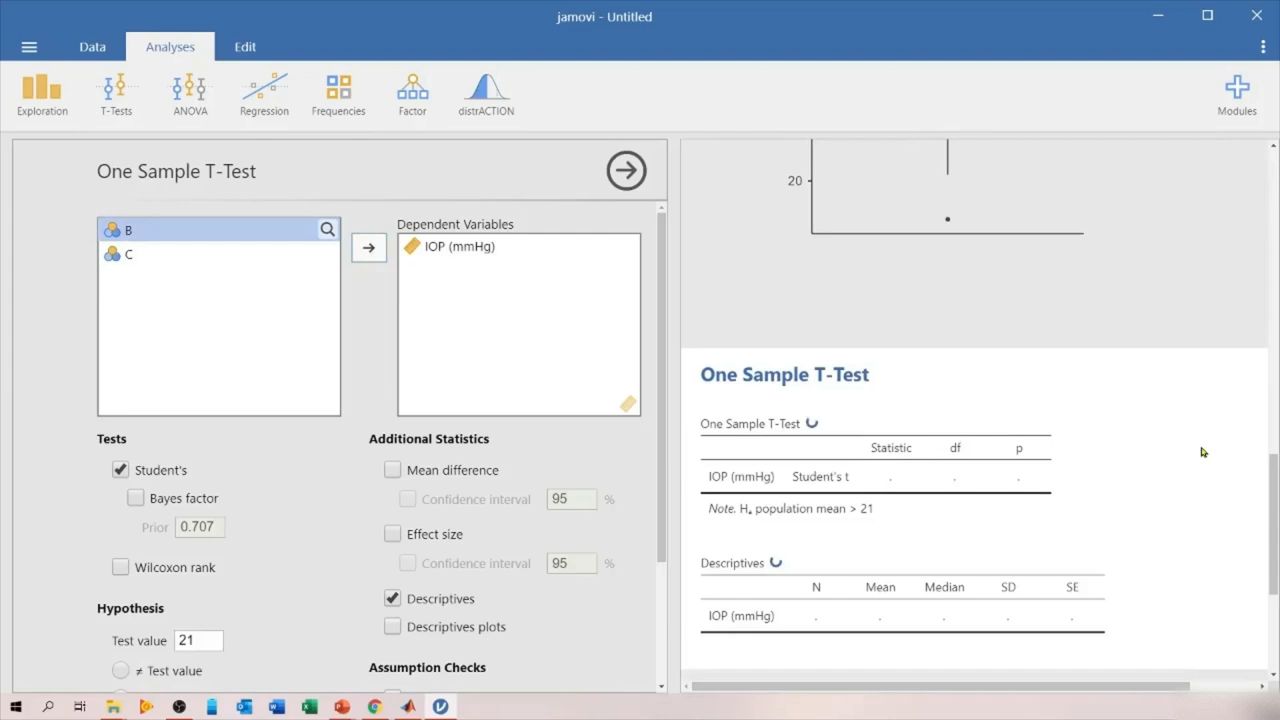 jamovi - Untitled
Data Analyses Edit
Exploration T-Tests ANOVA Regression Frequencies Factor distrACTION Modules
One Sample T-Test
B
C
Dependent Variables
IOP (mmHg)
Tests
Student's
Bayes factor
Prior 0.707
Wilcoxon rank
Hypothesis
Test value 21
≠ Test value
Additional Statistics
Mean difference
Confidence interval 95 %
Effect size
Confidence interval 95 %
Descriptives
Descriptives plots
Assumption Checks
20
One Sample T-Test
One Sample T-Test
Statistic df p
IOP (mmHg) Student's t . . .
Note. Hₐ population mean > 21
Descriptives
N Mean Median SD SE
IOP (mmHg) . . . . .